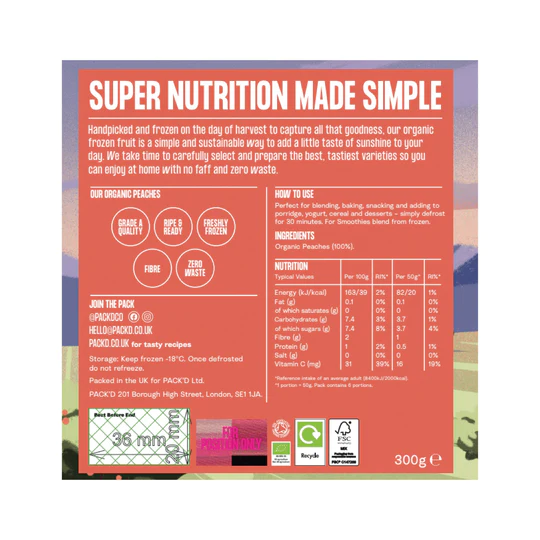 SUPER NUTRITION MADE SIMPLE
Handpicked and frozen on the day of harvest to capture all that goodness, our organic
frozen fruit is a simple and sustainable way to add a little taste of sunshine to your
day. We take time to carefully select and prepare the best, tastiest varieties so you
can enjoy at home with no faff and zero waste.
OUR ORGANIC PEACHES
GRADE A
QUALITY
RIPE &
READY
FRESHLY
FROZEN
FIBRE
ZERO
WASTE
JOIN THE PACK
@PACKDCO
HELLO@PACKD.CO.UK
PACKD.CO.UK for tasty recipes
Storage: Keep frozen -18°C, Once defrosted
do not refreeze.
Packed in the UK for PACK'D Ltd.
PACK'D 201 Borough High Street, London, SE1 1JA.
HOW TO USE
Perfect for blending, baking, snacking and adding to
porridge, yogurt, cereal and desserts - simply defrost
for 30 minutes. For Smoothies blend from frozen.
INGREDIENTS
Organic Peaches (100%).
NUTRITION
Typical Values Per 100g RI%* Per 50g* RI%*
Energy (kJ/kcal) 163/39 2% 82/20 1%
Fat (g) 0.1 0% 0.1 0%
of which saturates (g) 0 0% 0 0%
Carbohydrates (g) 7.4 3% 3.7 1%
of which sugars (g) 7.4 8% 3.7 4%
Fibre (g) 2 1
Protein (g) 1 2% 0.5 1%
Salt (g) 0 0% 0 0%
Vitamin C (mg) 31 39% 16 19%
*Reference intake of an average adult (8400kJ/2000kcal).
*1 portion = 50g. Pack contains 6 portions.
Best Before End
36 mm
20 mm
FOR
POSITION ONLY
Recycle
FSC
MIX
300g ℮